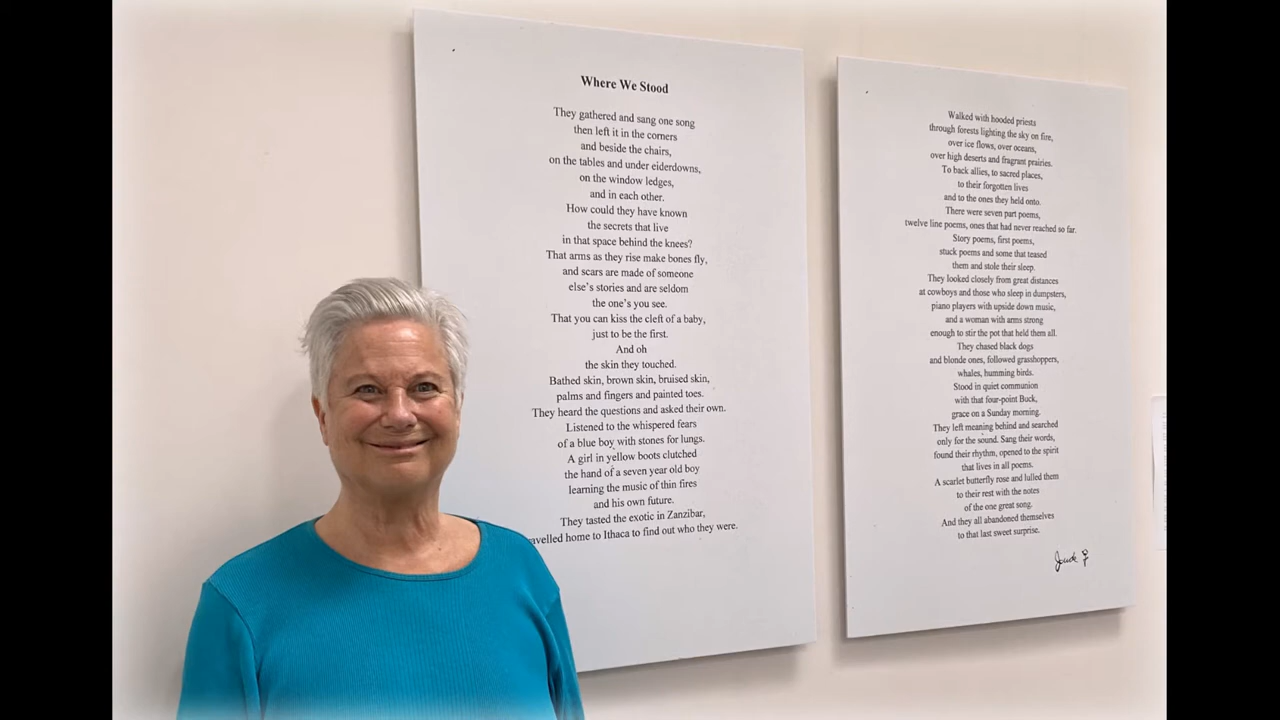 Where We Stood
They gathered and sang one song
then left it in the corners
and beside the chairs,
on the tables and under eiderdowns,
on the window ledges,
and in each other.
How could they have known
the secrets that live
in that space behind the knees?
That arms as they rise make bones fly,
and scars are made of someone
else's stories and are seldom
the one's you see.
That you can kiss the cleft of a baby,
just to be the first.
And oh
the skin they touched.
Bathed skin, brown skin, bruised skin,
palms and fingers and painted toes.
They heard the questions and asked their own.
Listened to the whispered fears
of a blue boy with stones for lungs.
A girl in yellow boots clutched
the hand of a seven year old boy
learning the music of thin fires
and his own future.
They tasted the exotic in Zanzibar,
avelled home to Ithaca to find out who they were.
Walked with hooded priests
through forests lighting the sky on fire,
over ice flows, over oceans,
over high deserts and fragrant prairies.
To back allies, to sacred places,
to their forgotten lives
and to the ones they held onto.
There were seven part poems,
twelve line poems, ones that had never reached so far.
Story poems, first poems,
stuck poems and some that teased
them and stole their sleep.
They looked closely from great distances
at cowboys and those who sleep in dumpsters,
piano players with upside down music,
and a woman with arms strong
enough to stir the pot that held them all.
They chased black dogs
and blonde ones, followed grasshoppers,
whales, humming birds.
Stood in quiet communion
with that four-point Buck,
grace on a Sunday morning.
They left meaning behind and searched
only for the sound. Sang their words,
found their rhythm, opened to the spirit
that lives in all poems.
A scarlet butterfly rose and lulled them
to their rest with the notes
of the one great song.
And they all abandoned themselves
to that last sweet surprise.
Jude